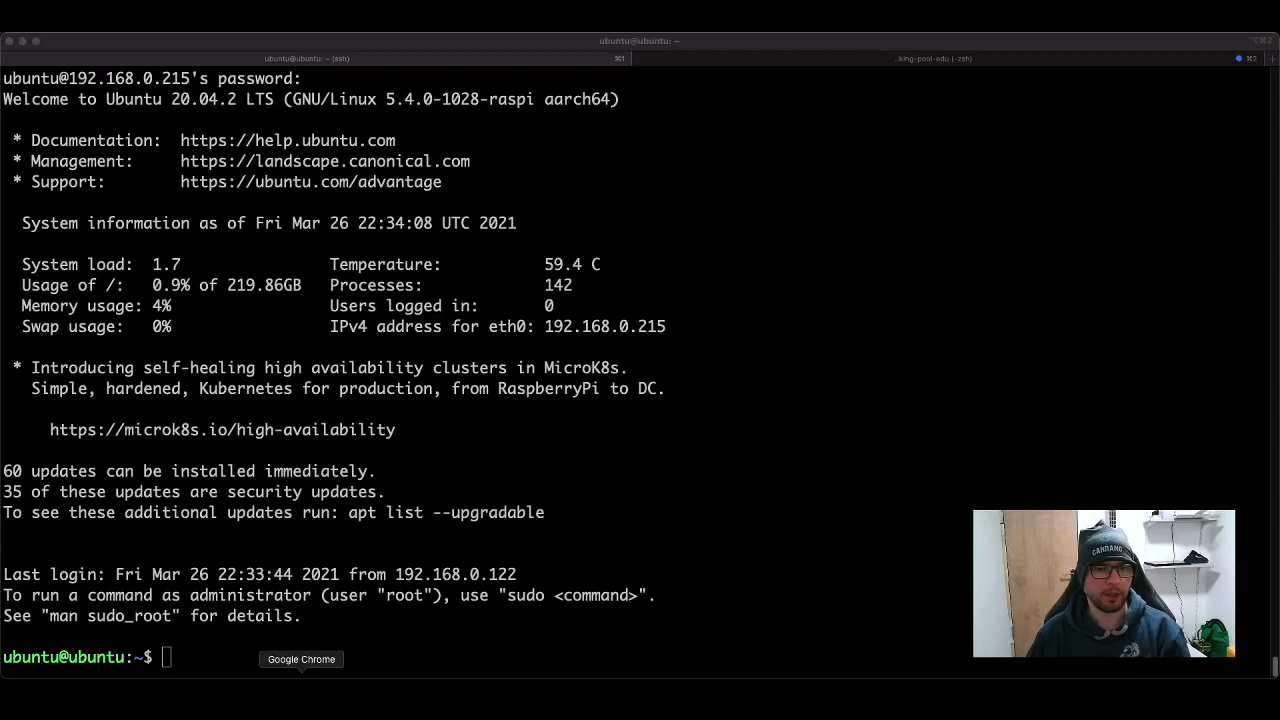 ubuntu@ubuntu: ~
⌥⌘2
ubuntu@ubuntu: ~ (ssh)
⌘1
..king-pool-edu (-zsh)
⌘2
ubuntu@192.168.0.215's password:
Welcome to Ubuntu 20.04.2 LTS (GNU/Linux 5.4.0-1028-raspi aarch64)
* Documentation: https://help.ubuntu.com
* Management: https://landscape.canonical.com
* Support: https://ubuntu.com/advantage
System information as of Fri Mar 26 22:34:08 UTC 2021
System load: 1.7 Temperature: 59.4 C
Usage of /: 0.9% of 219.86GB Processes: 142
Memory usage: 4% Users logged in: 0
Swap usage: 0% IPv4 address for eth0: 192.168.0.215
* Introducing self-healing high availability clusters in MicroK8s.
Simple, hardened, Kubernetes for production, from RaspberryPi to DC.
https://microk8s.io/high-availability
60 updates can be installed immediately.
35 of these updates are security updates.
To see these additional updates run: apt list --upgradable
Last login: Fri Mar 26 22:33:44 2021 from 192.168.0.122
To run a command as administrator (user "root"), use "sudo <command>".
See "man sudo_root" for details.
ubuntu@ubuntu:~$
Google Chrome
CARDANO